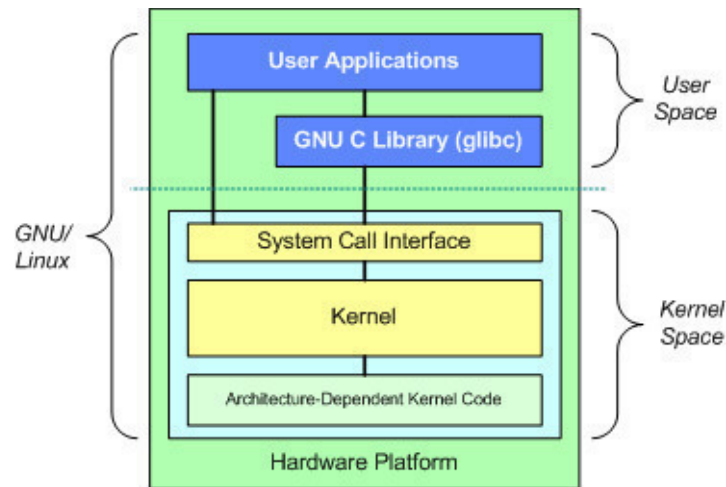 User Applications
GNU C Library (glibc)
User
Space
GNU/
Linux
System Call Interface
Kernel
Architecture-Dependent Kernel Code
Kernel
Space
Hardware Platform